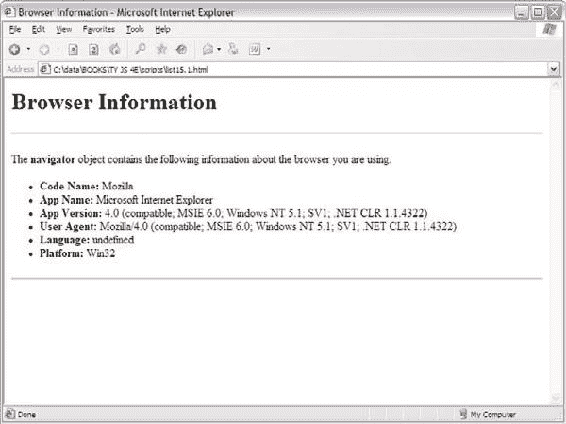 Browser Information - Microsoft Internet Explorer
File Edit View Favorites Tools Help
Address C:\data\BOOKS\TY JS 4E\scripts\list15.1.html
Browser Information
The navigator object contains the following information about the browser you are using.
• Code Name: Mozilla
• App Name: Microsoft Internet Explorer
• App Version: 4.0 (compatible; MSIE 6.0; Windows NT 5.1; SV1; .NET CLR 1.1.4322)
• User Agent: Mozilla/4.0 (compatible; MSIE 6.0; Windows NT 5.1; SV1; .NET CLR 1.1.4322)
• Language: undefined
• Platform: Win32
Done
My Computer